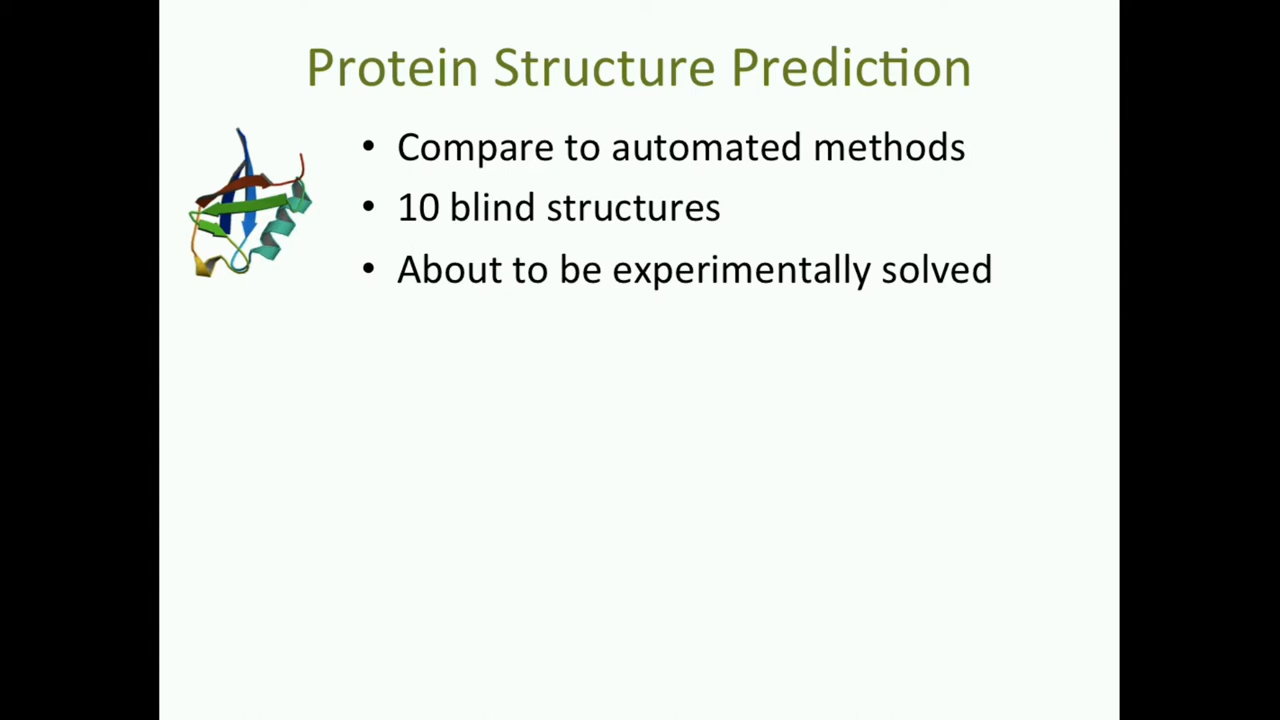 Protein Structure Prediction
• Compare to automated methods
• 10 blind structures
• About to be experimentally solved